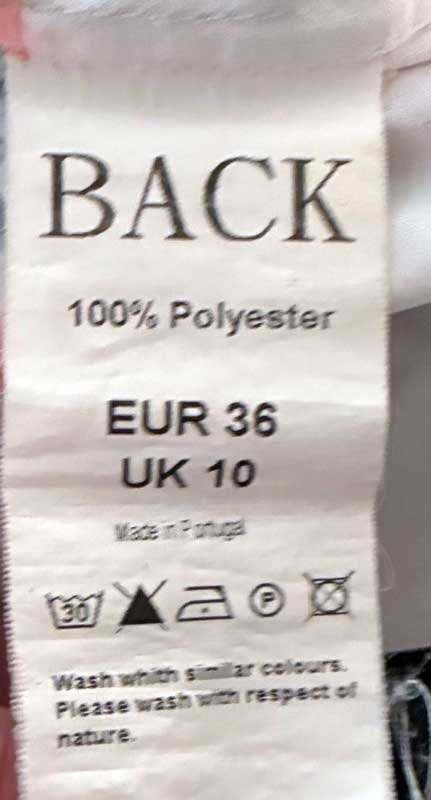 BACK
100% Polyester
EUR 36
UK 10
Made in Portugal
30 P
Wash whith similar colours.
Please wash with respect of
nature.